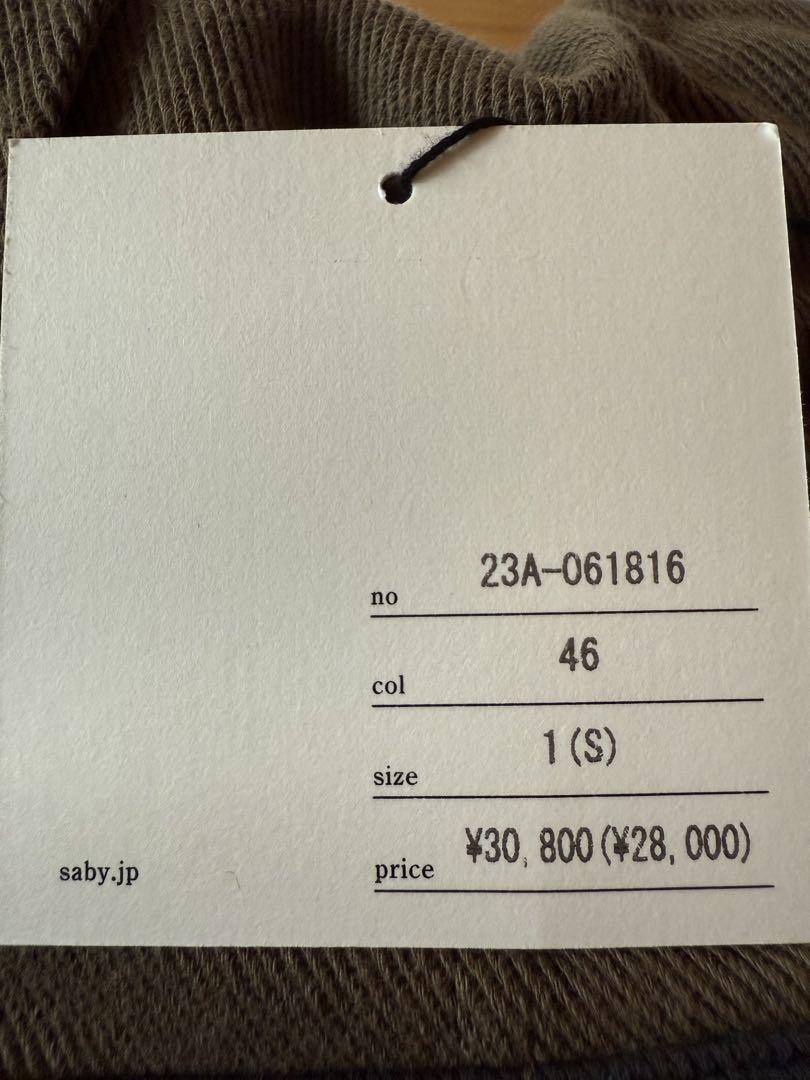 no 23A-061816
col 46
size 1(S)
price ¥30,800(¥28,000)
saby.jp